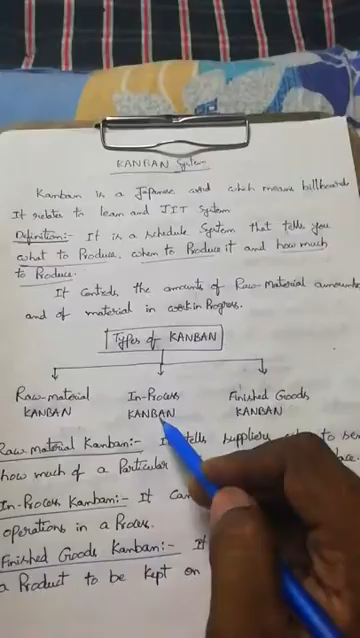 KANBAN System
Kanban is a Japanese word which means billboard
It relates to lean and JIT System
Definition:- It is a Schedule System that tells you
what to Produce, when to Produce it and how much
to Produce.
It Controls the amounts of Raw-Material amount
and of material in work in Progress.
Types of KANBAN
Raw-material In-Process Finished Goods
KANBAN KANBAN KANBAN
Raw material Kanban:- It tells suppliers to be
how much of a Particular
In-Process Kanban:- It Can
operations in a Process.
Finished Goods Kanban:- It
a Product to be kept on